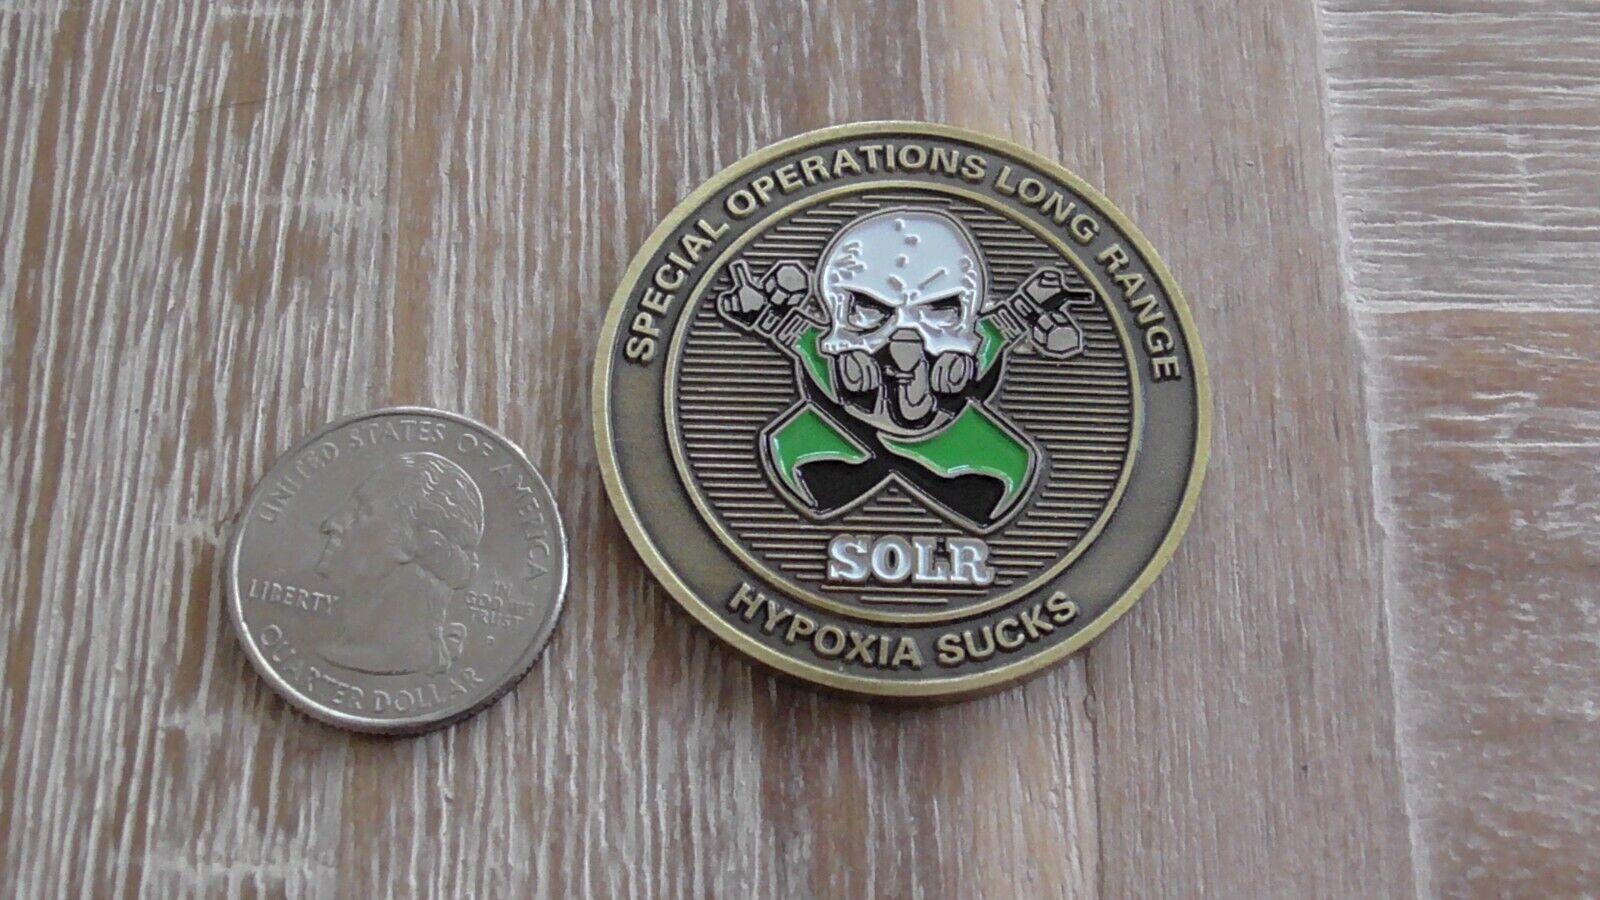 SPECIAL OPERATIONS LONG RANGE
SOLR
HYPOXIA SUCKS
UNITED STATES OF AMERICA
LIBERTY
IN
GOD WE
TRUST
QUARTER DOLLAR